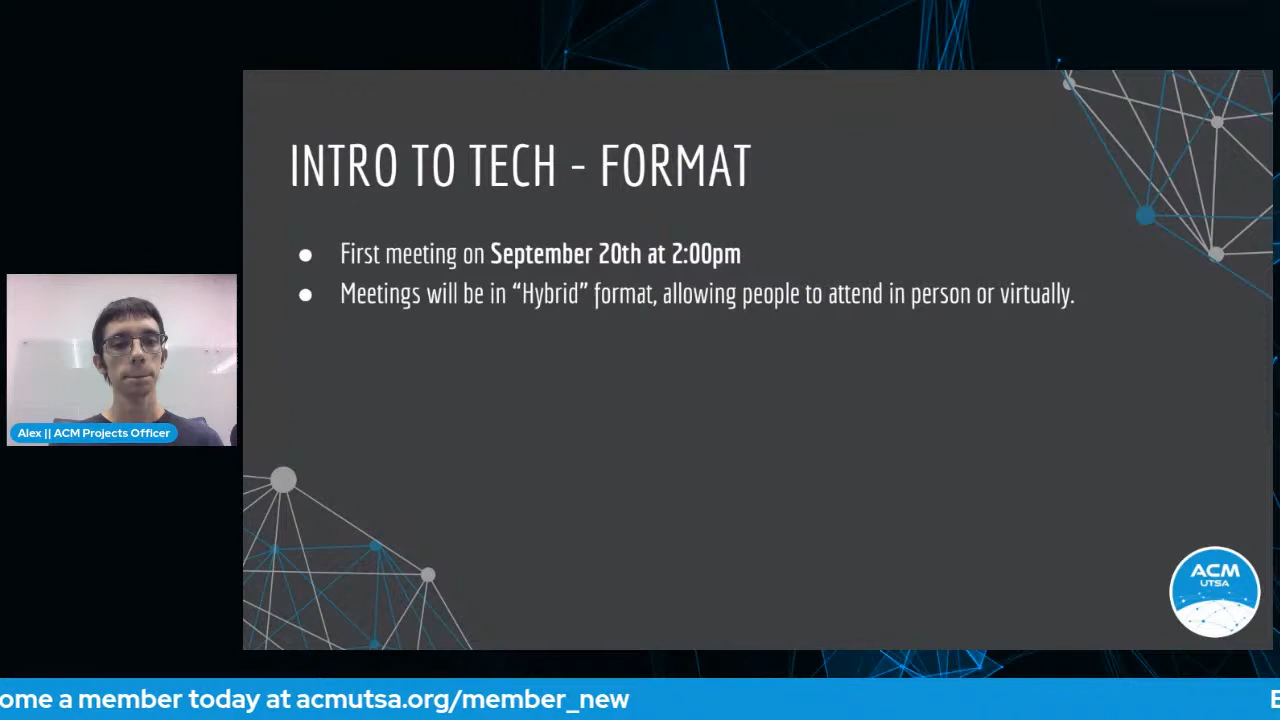 INTRO TO TECH - FORMAT
● First meeting on September 20th at 2:00pm
● Meetings will be in “Hybrid” format, allowing people to attend in person or virtually.
Alex || ACM Projects Officer
ACM
UTSA
ome a member today at acmutsa.org/member_new